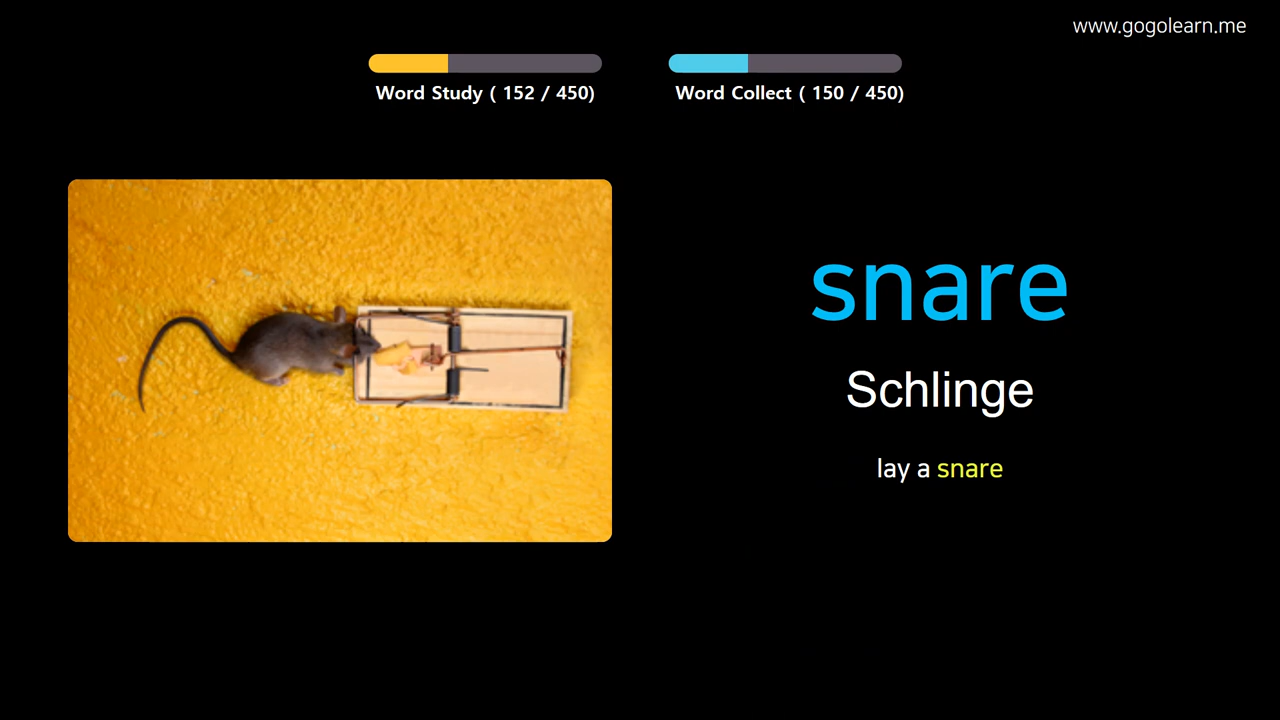 www.gogolearn.me
Word Study ( 152 / 450)
Word Collect ( 150 / 450)
snare
Schlinge
lay a snare